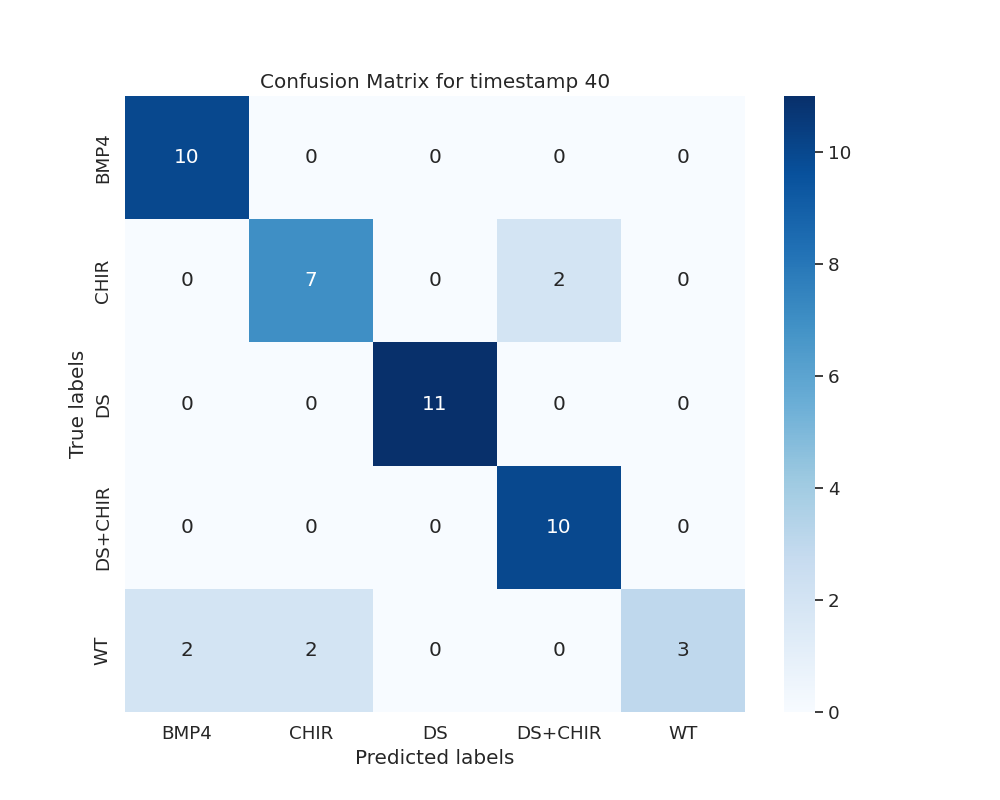 Confusion Matrix for timestamp 40
BMP4 10 0 0 0 0
CHIR 0 7 0 2 0
DS 0 0 11 0 0
DS+CHIR 0 0 0 10 0
WT 2 2 0 0 3
True labels
BMP4 CHIR DS DS+CHIR WT
Predicted labels
10
8
6
4
2
0